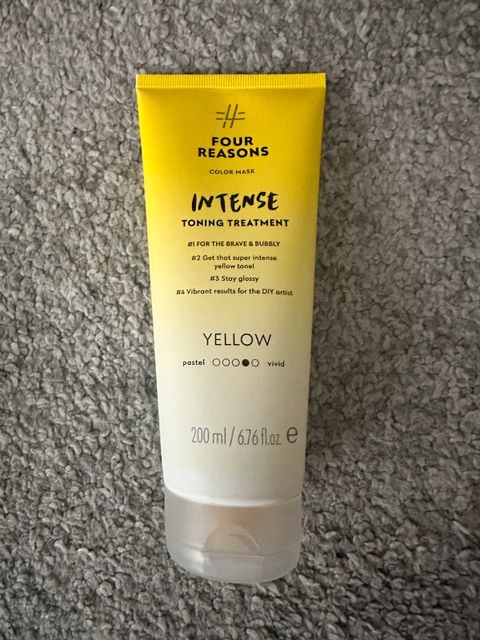 =4=
FOUR
REASONS
COLOR MASK
INTENSE
TONING TREATMENT
#1 FOR THE BRAVE & BUBBLY
#2 Get that super intense
yellow tone!
#3 Stay glossy
#4 Vibrant results for the DIY artist
YELLOW
pastel ○○○●○ vivid
200 ml / 6.76 fl.oz. ℮